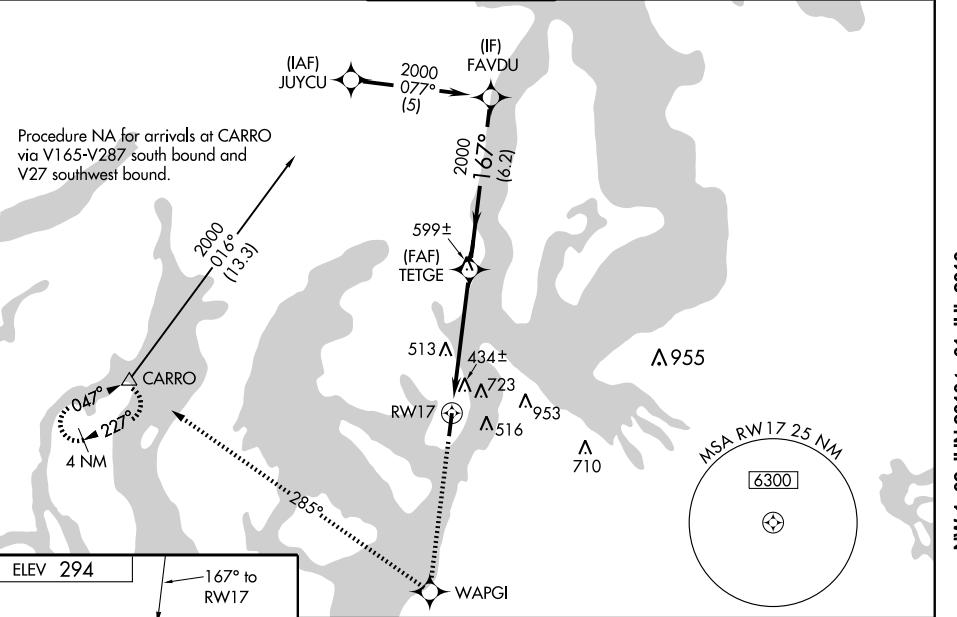 (IAF)
JUYCU
2000
077°
(5)
(IF)
FAVDU
Procedure NA for arrivals at CARRO
via V165-V287 south bound and
V27 southwest bound.
2000
016°
(13.3)
2000
167°
(6.2)
599±
(FAF)
TETGE
513
434±
723
953
955
RW17
516
710
CARRO
047°
227°
4 NM
285°
WAPGI
MSA RW17 25 NM
6300
ELEV 294
167° to
RW17